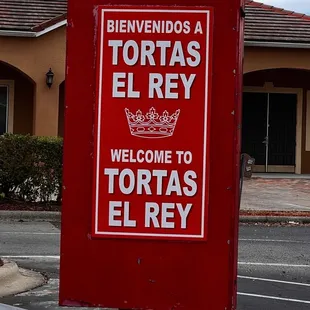 BIENVENIDOS A
TORTAS
EL REY
WELCOME TO
TORTAS
EL REY